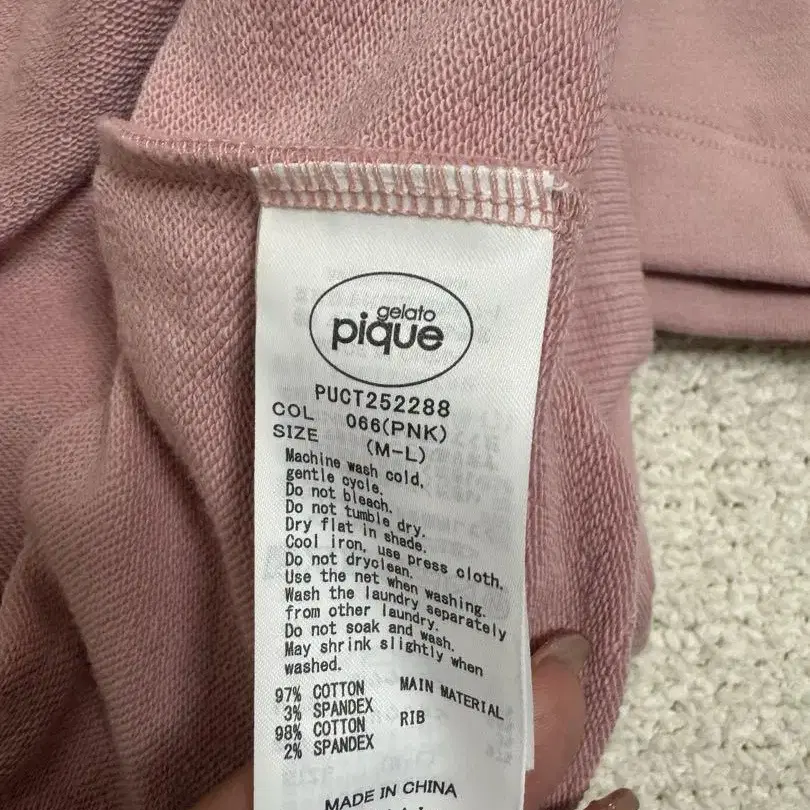 gelato
pique
PUCT252288
COL 066(PNK)
SIZE (M-L)
Machine wash cold,
gentle cycle.
Do not bleach.
Do not tumble dry.
Dry flat in shade.
Cool iron, use press cloth.
Do not dryclean.
Use the net when washing.
Wash the laundry separately
from other laundry.
Do not soak and wash.
May shrink slightly when
washed.
97% COTTON MAIN MATERIAL
3% SPANDEX
98% COTTON RIB
2% SPANDEX
MADE IN CHINA